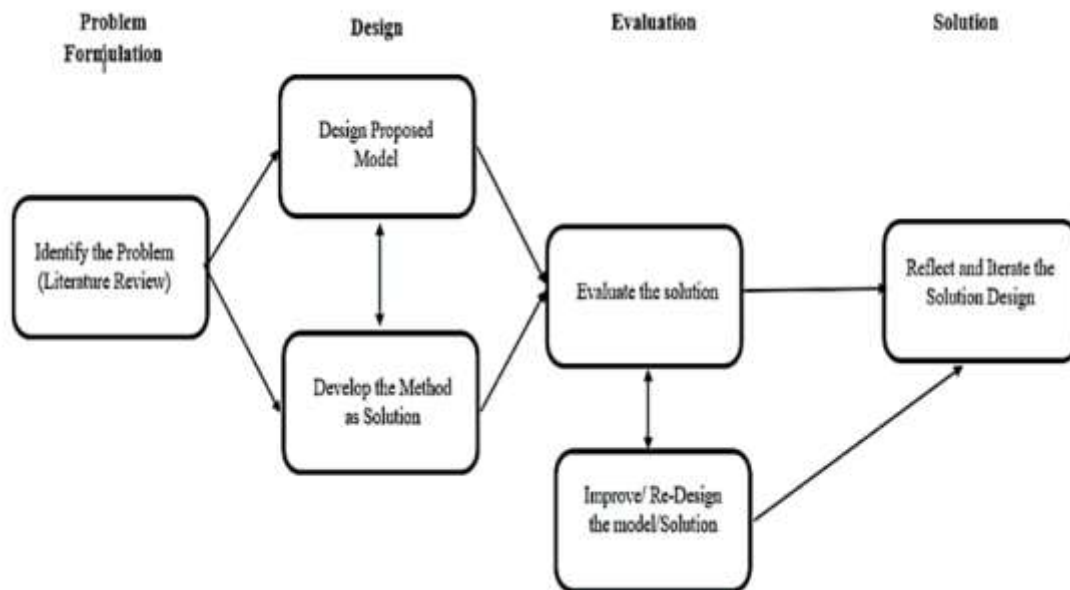 Problem
Formulation
Design
Evaluation
Solution
Design Proposed
Model
Identify the Problem
(Literature Review)
Evaluate the solution
Reflect and Iterate the
Solution Design
Develop the Method
as Solution
Improve/ Re-Design
the model/Solution